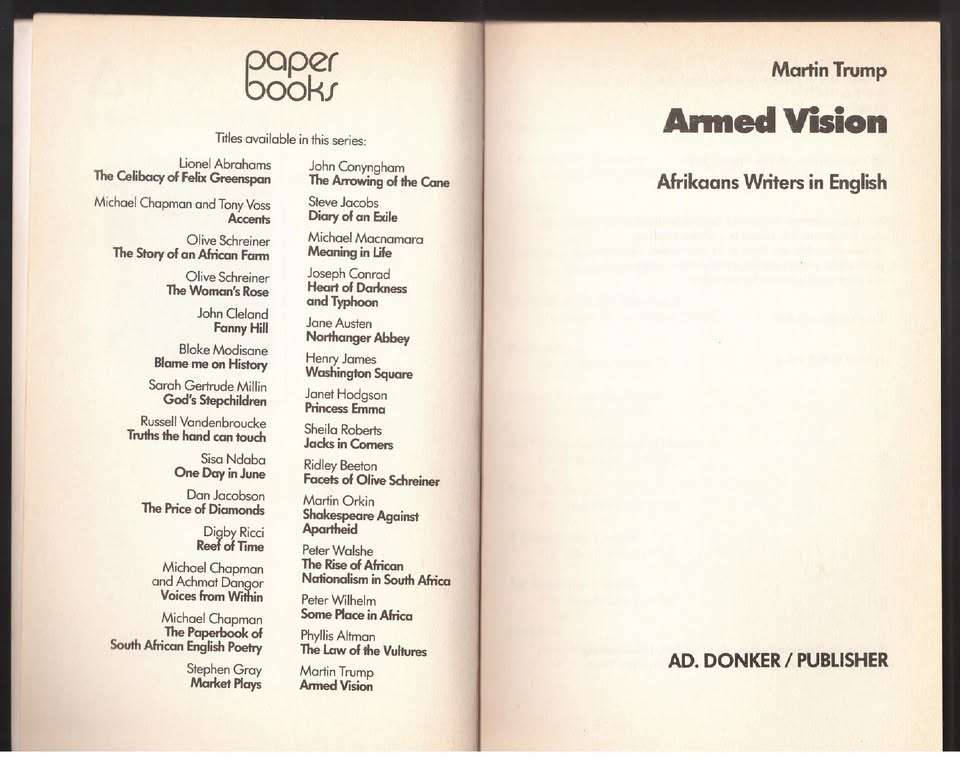 paper
books
Titles available in this series:
Lionel Abrahams
The Celibacy of Felix Greenspan
Michael Chapman and Tony Voss
Accents
Olive Schreiner
The Story of an African Farm
Olive Schreiner
The Woman's Rose
John Cleland
Fanny Hill
Bloke Modisane
Blame me on History
Sarah Gertrude Millin
God's Stepchildren
Russell Vandenbroucke
Truths the hand can touch
Sisa Ndaba
One Day in June
Dan Jacobson
The Price of Diamonds
Digby Ricci
Reef of Time
Michael Chapman
and Achmat Dangor
Voices from Within
Michael Chapman
The Paperbook of
South African English Poetry
Stephen Gray
Market Plays
John Conyngham
The Arrowing of the Cane
Steve Jacobs
Diary of an Exile
Michael Macnamara
Meaning in Life
Joseph Conrad
Heart of Darkness
and Typhoon
Jane Austen
Northanger Abbey
Henry James
Washington Square
Janet Hodgson
Princess Emma
Sheila Roberts
Jacks in Corners
Ridley Beeton
Facets of Olive Schreiner
Martin Orkin
Shakespeare Against
Apartheid
Peter Walshe
The Rise of African
Nationalism in South Africa
Peter Wilhelm
Some Place in Africa
Phyllis Altman
The Law of the Vultures
Martin Trump
Armed Vision
Martin Trump
Armed Vision
Afrikaans Writers in English
AD. DONKER / PUBLISHER